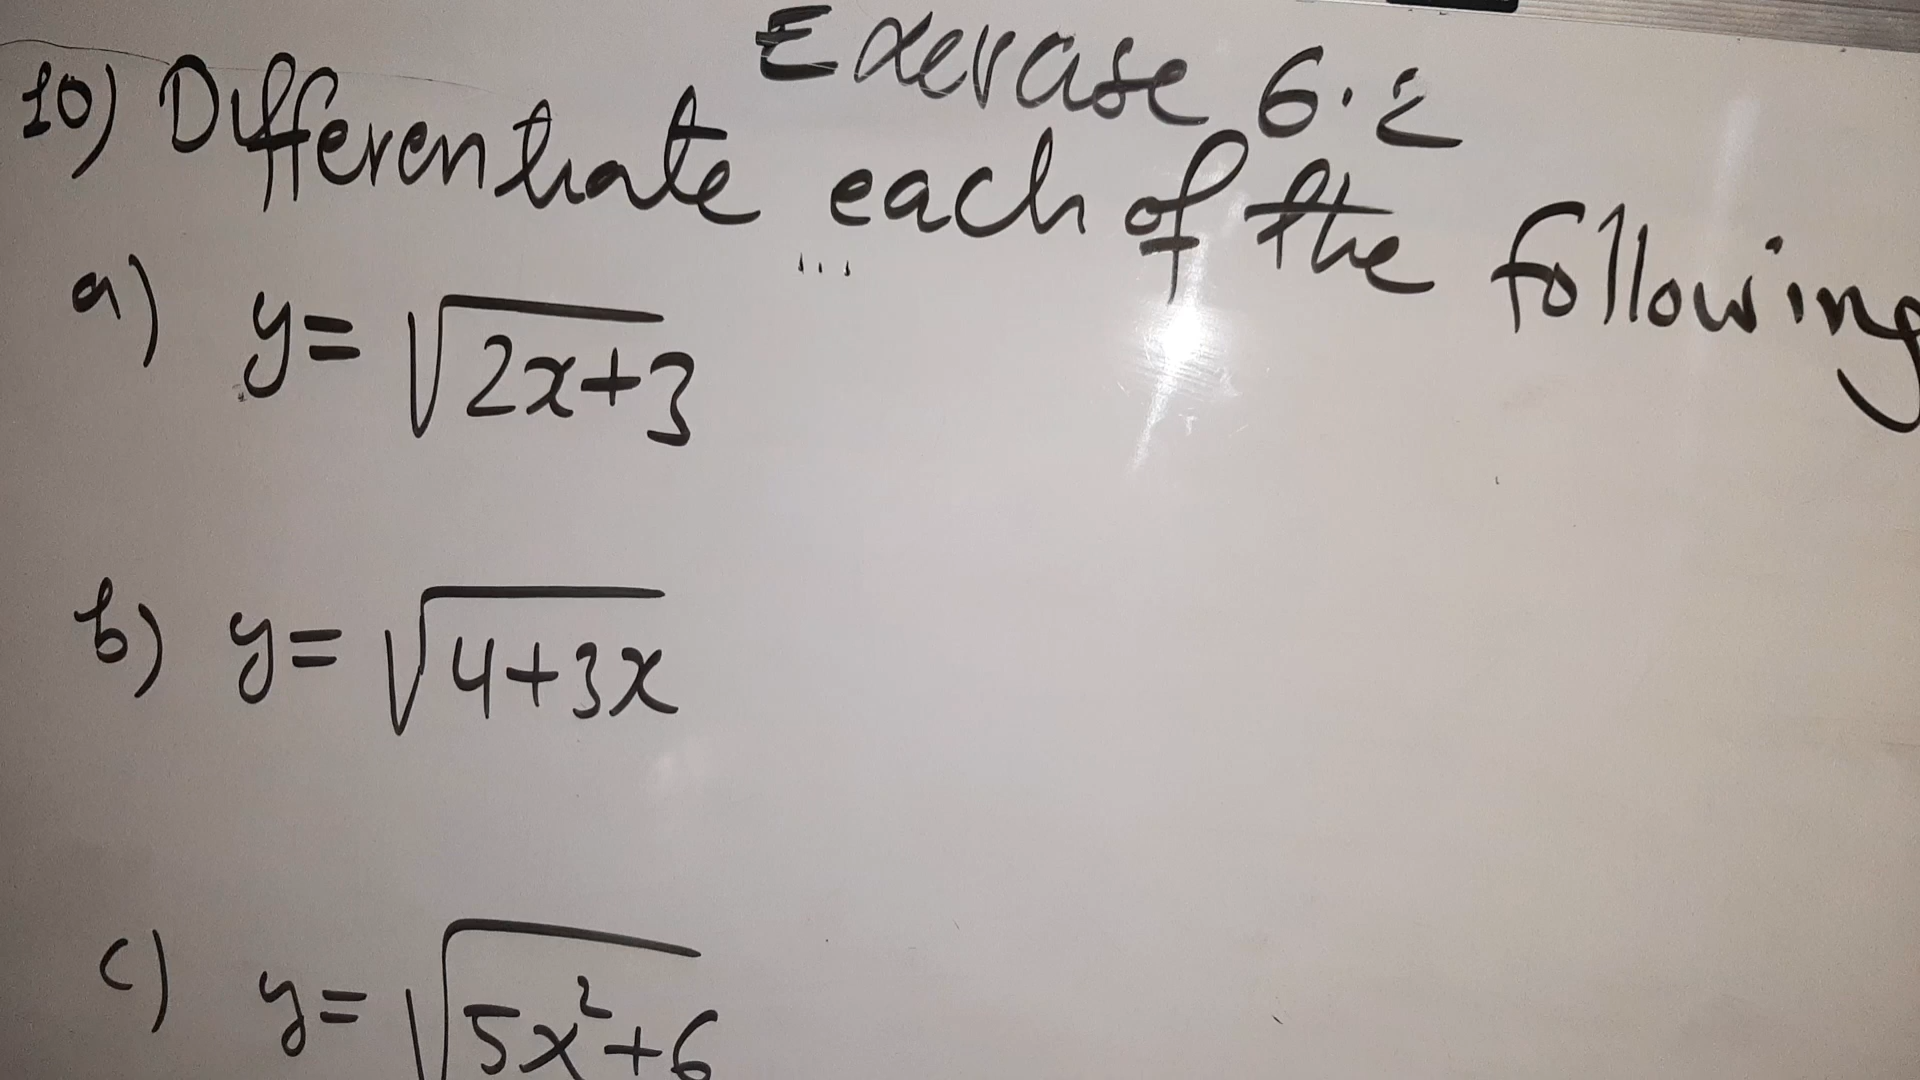 Exercise 6.2
10) Differentiate each of the following
...
a) y = √2x+3
b) y = √4+3x
c) y = √5x²+6